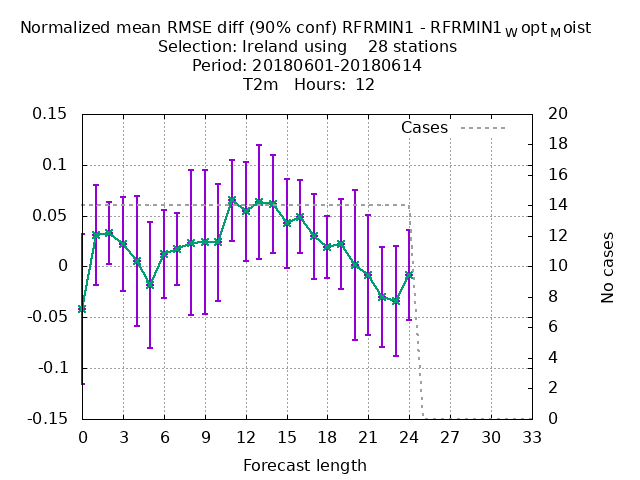 Normalized mean RMSE diff (90% conf) RFRMIN1 - RFRMIN1WoptMoist
Selection: Ireland using 28 stations
Period: 20180601-20180614
T2m Hours: 12
Cases
0.15
0.1
0.05
0
-0.05
-0.1
-0.15
20
18
16
14
12
10
8
6
4
2
0
No cases
0 3 6 9 12 15 18 21 24 27 30 33
Forecast length